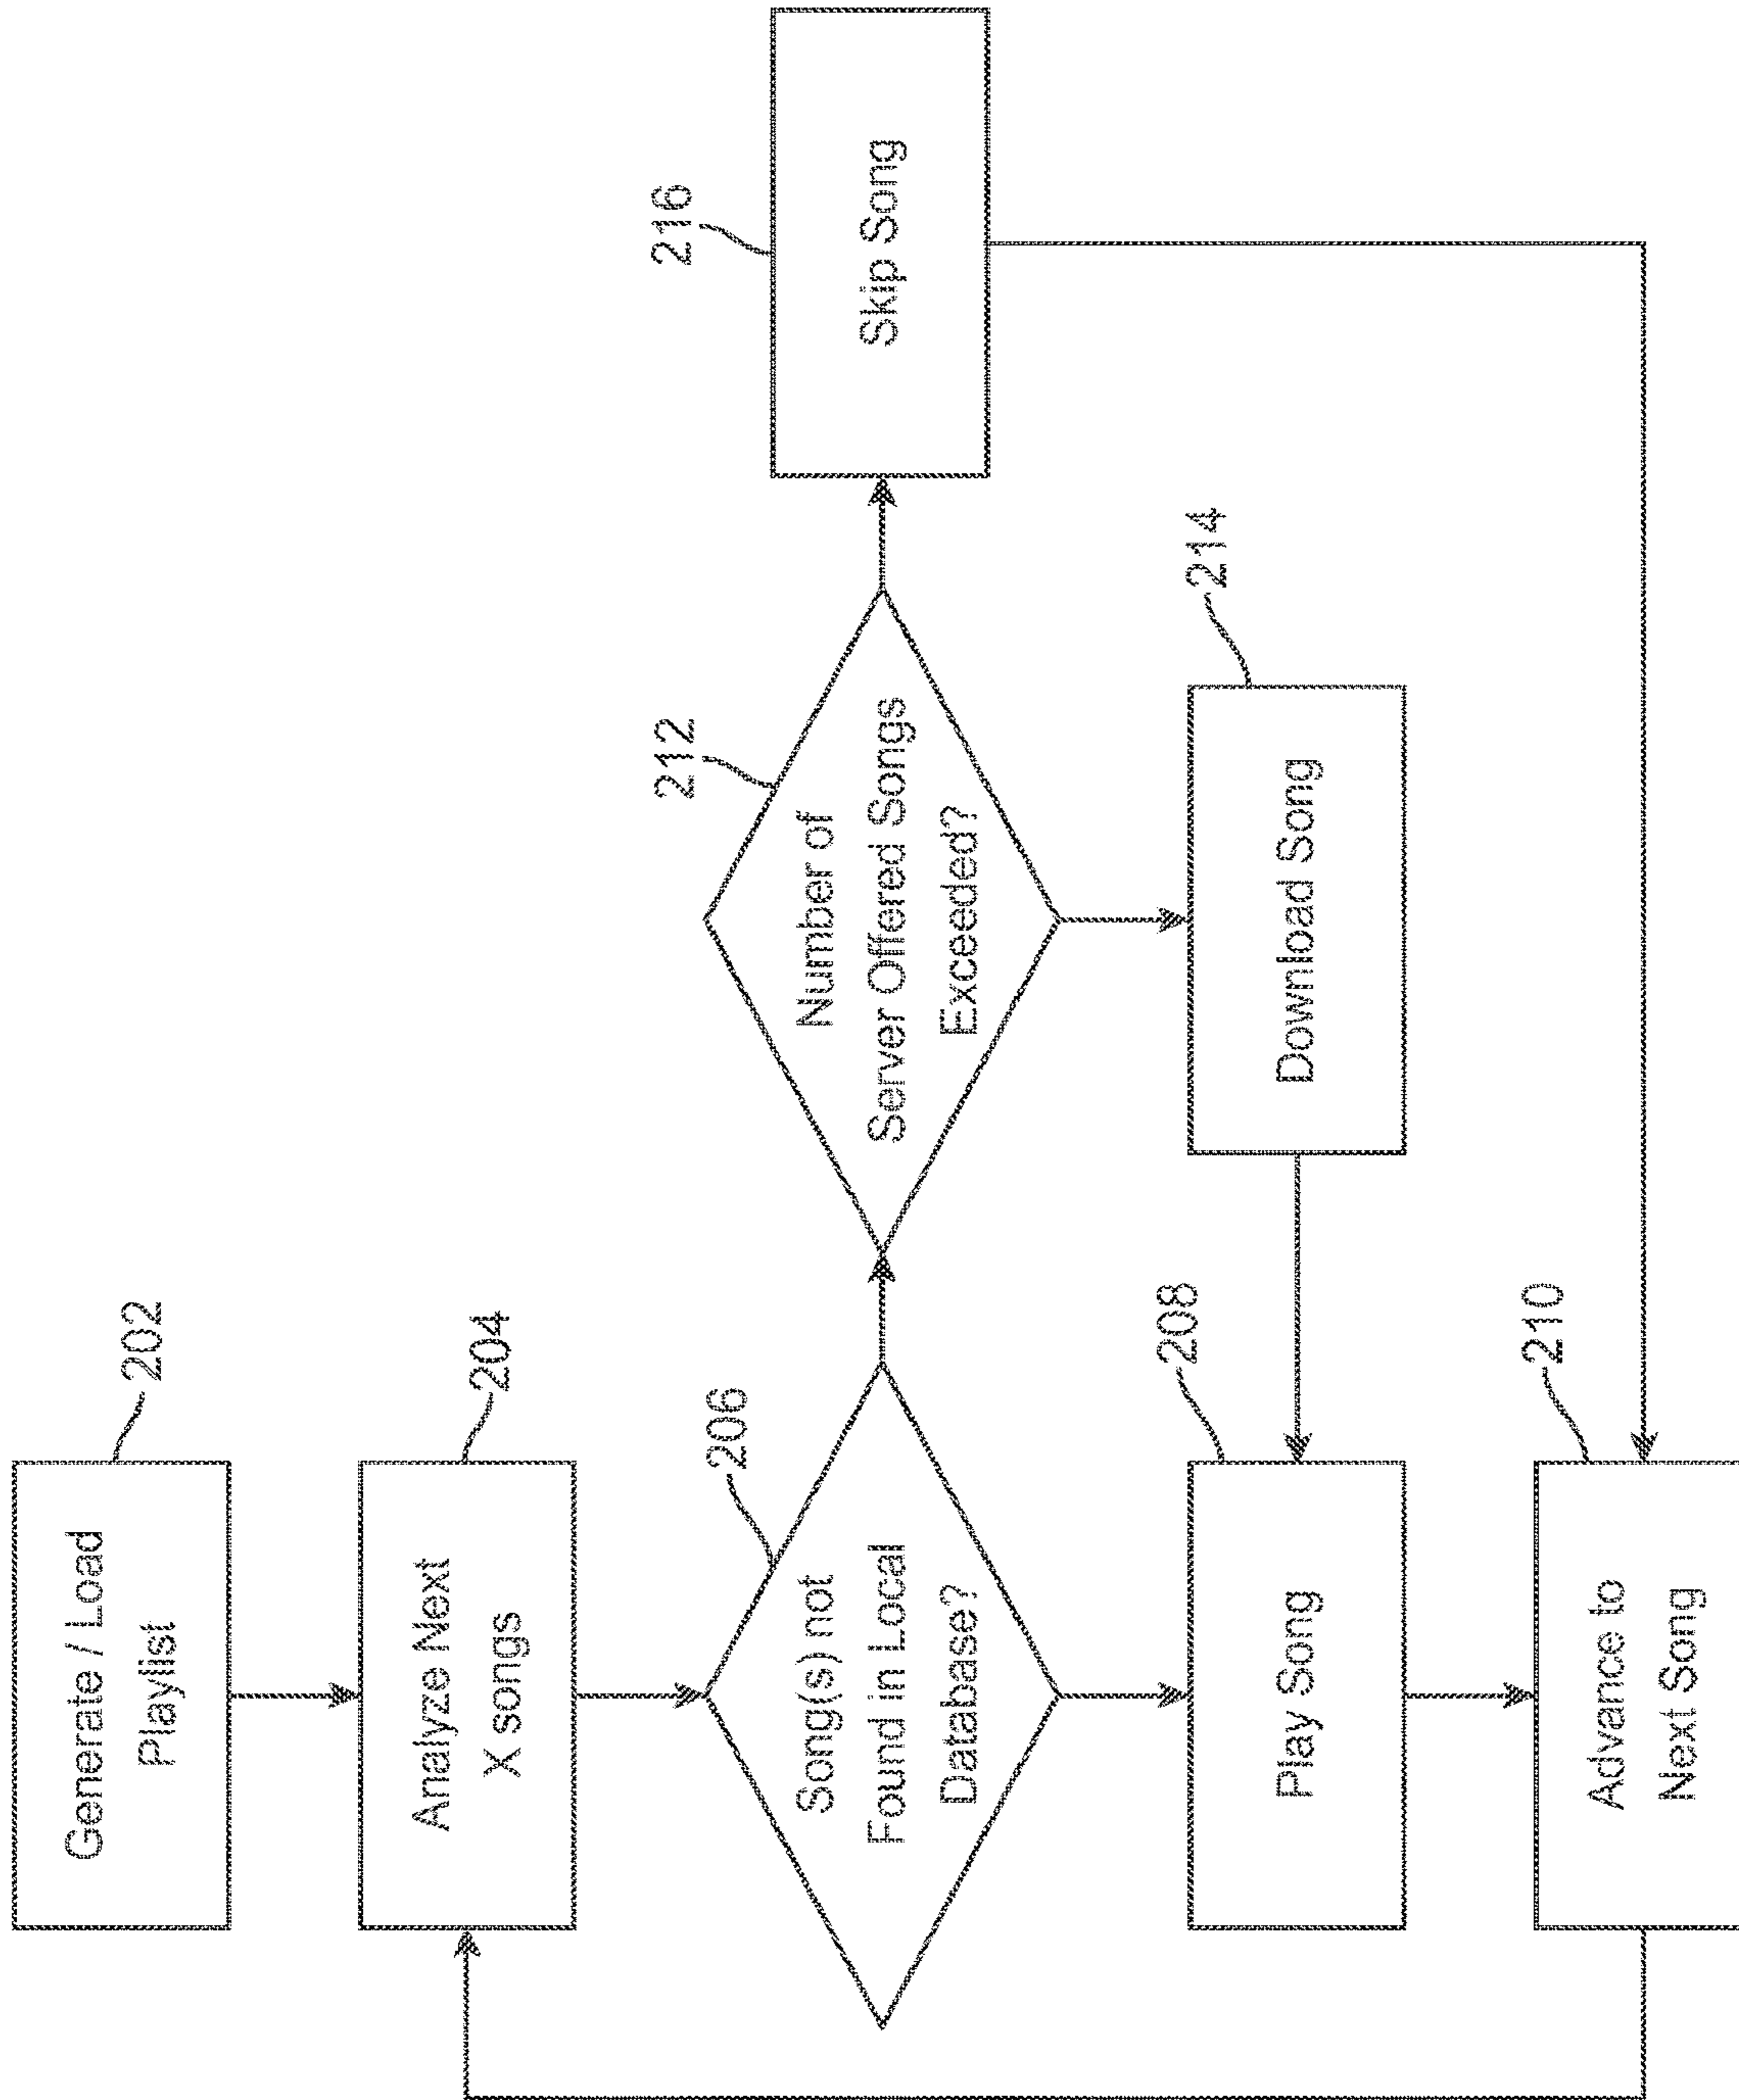 Generate / Load
Playlist
202
Analyze Next
X songs
204
Song(s) not
Found in Local
Database?
206
Number of
Server Offered Songs
Exceeded?
212
Skip Song
216
Play Song
208
Download Song
214
Advance to
Next Song
210